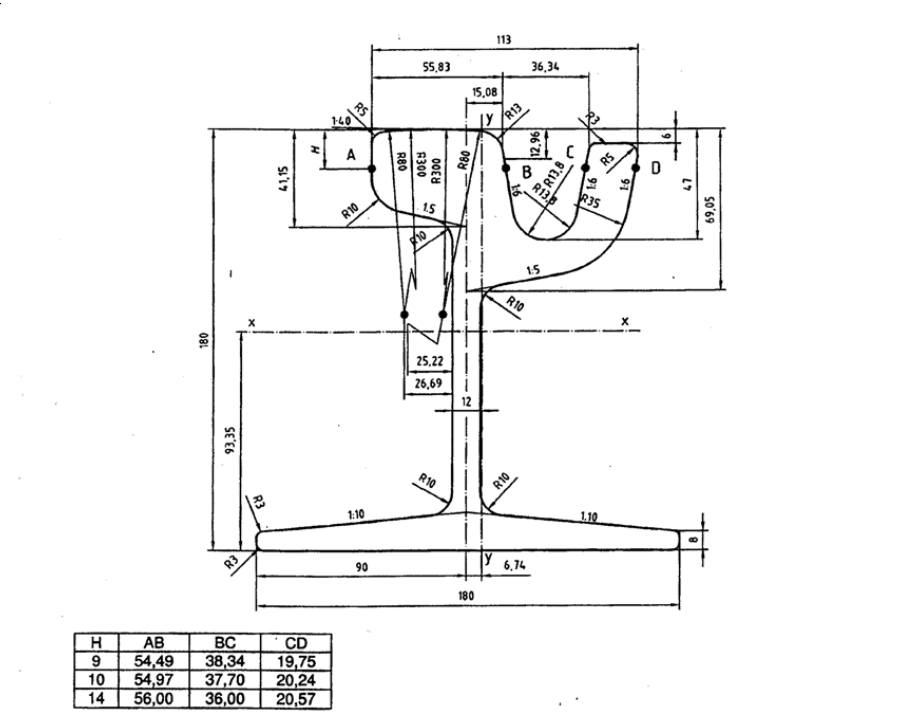 113
55,83
36,34
15,08
R5
1:40
y
R13
R3
6
H
A
41,15
R80
R300
R300
R80
12,96
B
C
R5
D
47
69,05
1:6
R13,8
R13,8
1:6
1:6
R35
R10
1:5
R10
1:5
R10
x
x
180
25,22
26,69
12
93,35
R10
R10
R3
1:10
1:10
8
R3
90
y
6,74
180
H AB BC CD
9 54,49 38,34 19,75
10 54,97 37,70 20,24
14 56,00 36,00 20,57